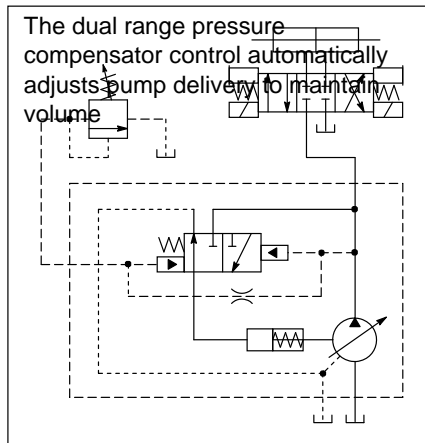 The dual range pressure
compensator control automatically
adjusts pump delivery to maintain
volume